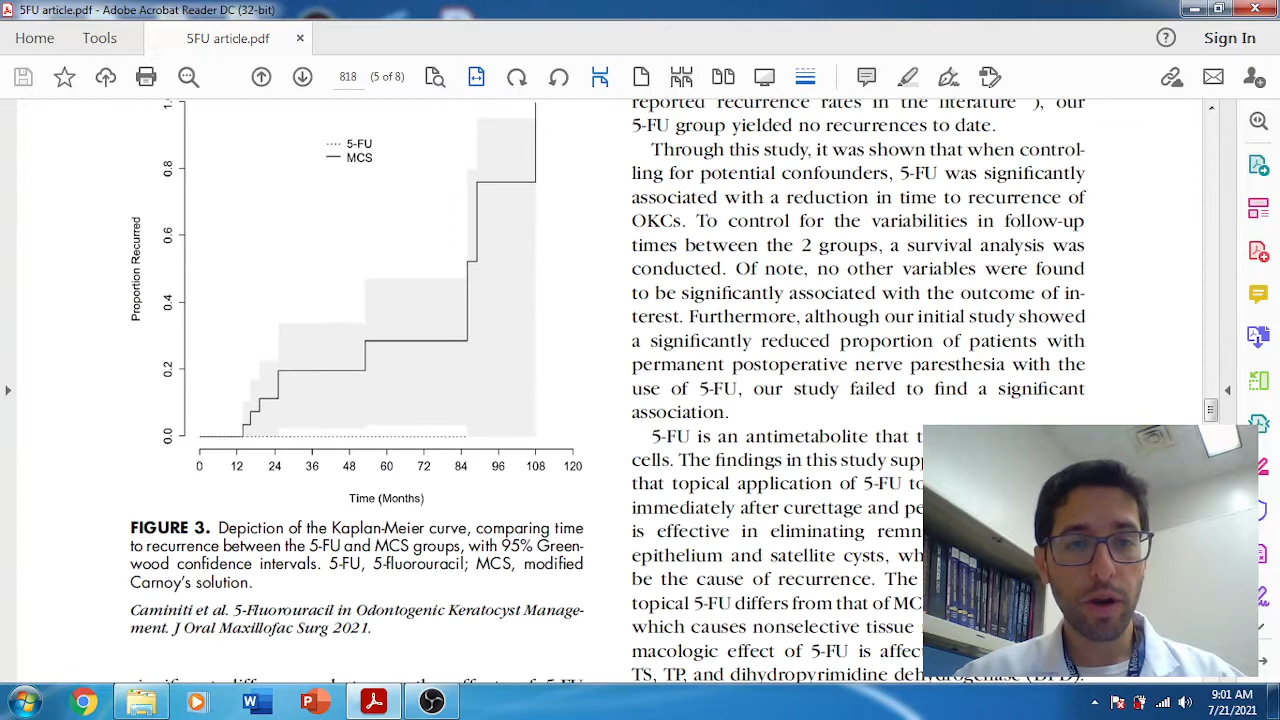 5FU article.pdf - Adobe Acrobat Reader DC (32-bit)
Home Tools 5FU article.pdf × Sign In
818 (5 of 8)
5-FU
MCS
Proportion Recurred
0.8
0.6
0.4
0.2
0.0
0 12 24 36 48 60 72 84 96 108 120
Time (Months)
FIGURE 3. Depiction of the Kaplan-Meier curve, comparing time
to recurrence between the 5-FU and MCS groups, with 95% Green-
wood confidence intervals. 5-FU, 5-fluorouracil; MCS, modified
Carnoy's solution.
Caminiti et al. 5-Fluorouracil in Odontogenic Keratocyst Manage-
ment. J Oral Maxillofac Surg 2021.
reported recurrence rates in the literature ), our
5-FU group yielded no recurrences to date.
Through this study, it was shown that when control-
ling for potential confounders, 5-FU was significantly
associated with a reduction in time to recurrence of
OKCs. To control for the variabilities in follow-up
times between the 2 groups, a survival analysis was
conducted. Of note, no other variables were found
to be significantly associated with the outcome of in-
terest. Furthermore, although our initial study showed
a significantly reduced proportion of patients with
permanent postoperative nerve paresthesia with the
use of 5-FU, our study failed to find a significant
association.
5-FU is an antimetabolite that
cells. The findings in this study
that topical application of 5-FU
immediately after curettage and
is effective in eliminating
epithelium and satellite cysts,
be the cause of recurrence. The
topical 5-FU differs from that of
which causes nonselective tissue
macologic effect of 5-FU is
TS, TP, and dihydropyrimidine dehydrogenase (DPD).
9:01 AM
7/21/2021